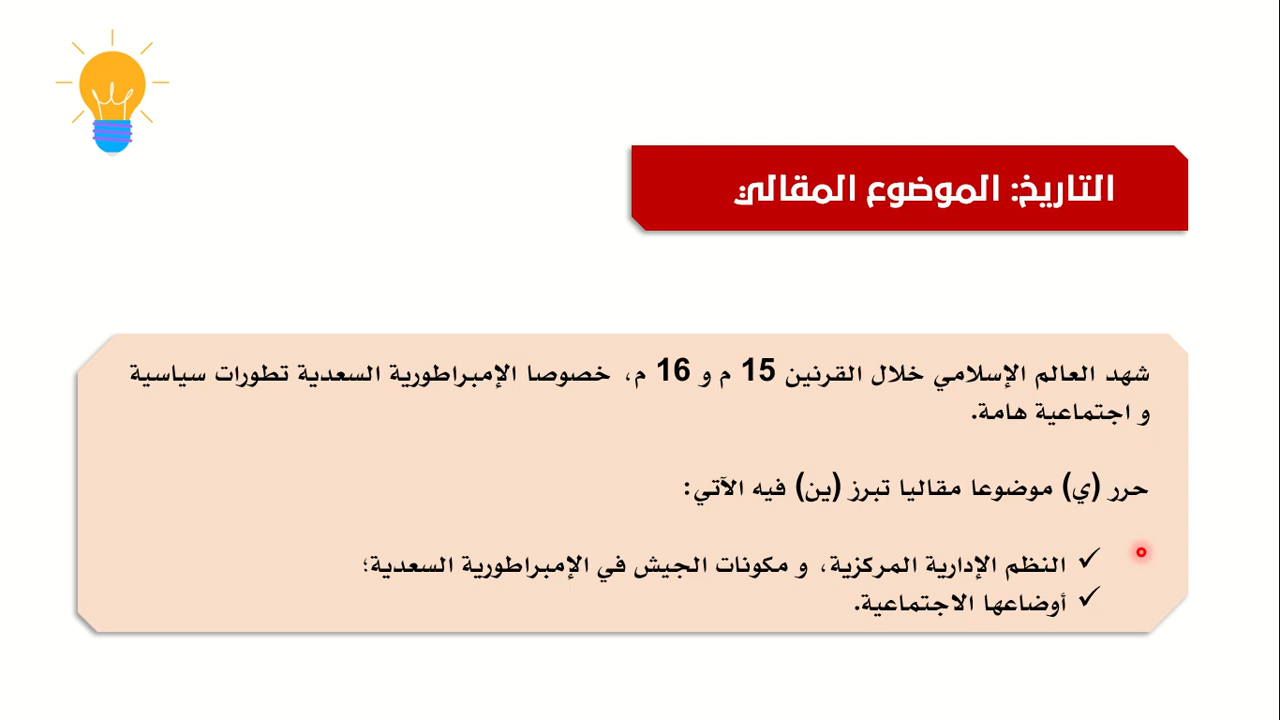 التاريخ: الموضوع المقالي
شهد العالم الإسلامي خلال القرنين 15 م و 16 م، خصوصا الإمبراطورية السعدية تطورات سياسية
و اجتماعية هامة.
حرر (ي) موضوعا مقاليا تبرز (ين) فيه الآتي:
✓ النظم الإدارية المركزية، و مكونات الجيش في الإمبراطورية السعدية؛
✓ أوضاعها الاجتماعية.